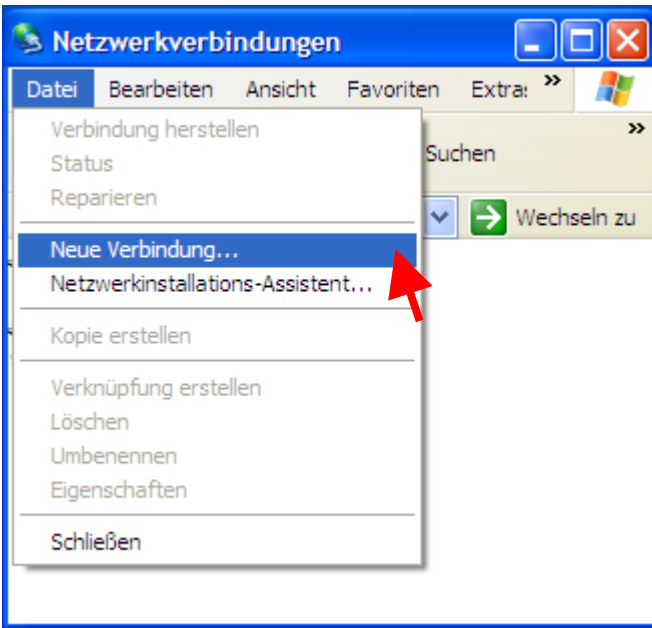 Netzwerkverbindungen
Datei Bearbeiten Ansicht Favoriten Extra: »
Verbindung herstellen
»
Status
Suchen
Reparieren
Wechseln zu
Neue Verbindung...
Netzwerkinstallations-Assistent...
Kopie erstellen
Verknüpfung erstellen
Löschen
Umbenennen
Eigenschaften
Schließen